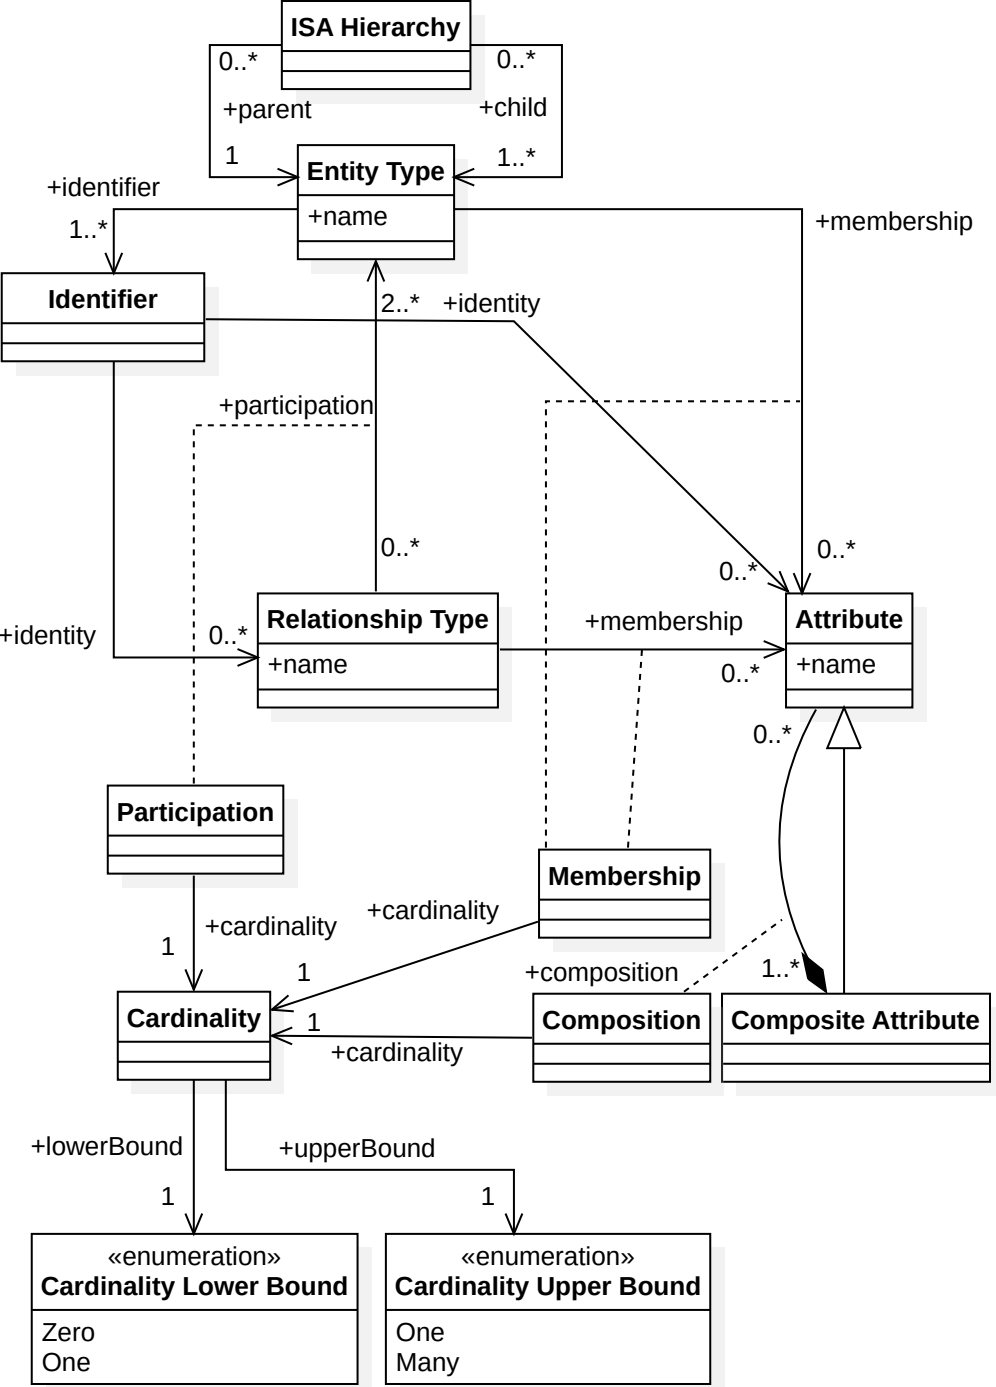 ISA Hierarchy
0..*
0..*
+parent
+child
1
1..*
Entity Type
+name
+identifier
1..*
+membership
Identifier
2..*
+identity
+participation
0..*
0..*
0..*
Relationship Type
+name
+identity
0..*
+membership
0..*
Attribute
+name
0..*
Participation
Membership
+cardinality
+cardinality
1
1
+composition
1..*
Cardinality
1
+cardinality
Composition
Composite Attribute
+lowerBound
+upperBound
1
1
«enumeration»
Cardinality Lower Bound
Zero
One
«enumeration»
Cardinality Upper Bound
One
Many